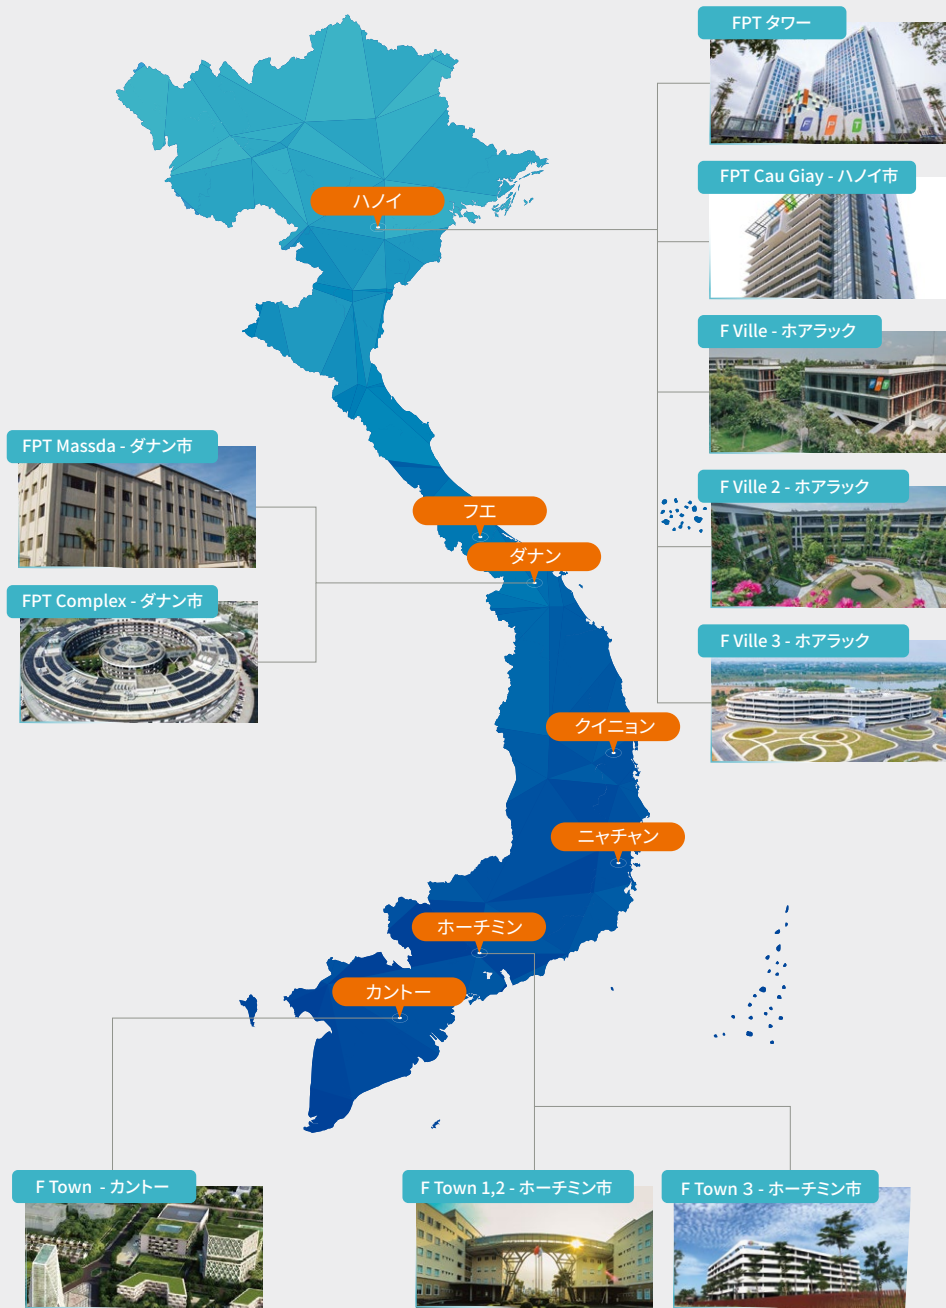 FPT タワー
FPT Cau Giay - ハノイ市
ハノイ
F Ville - ホアラック
FPT Massda - ダナン市
F Ville 2 - ホアラック
フエ
ダナン
FPT Complex - ダナン市
F Ville 3 - ホアラック
クイニョン
ニャチャン
ホーチミン
カントー
F Town - カントー
F Town 1,2 - ホーチミン市
F Town 3 - ホーチミン市
F P T